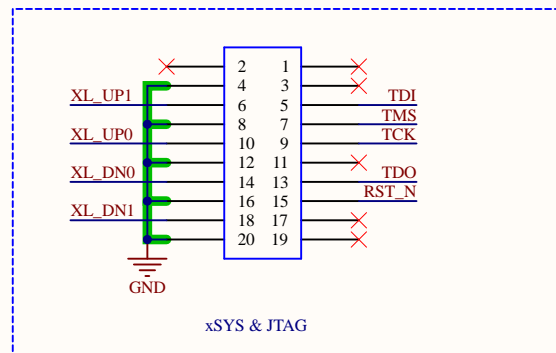 2 1
4 3
XL_UP1 6 5 TDI
8 7 TMS
XL_UP0 10 9 TCK
12 11
XL_DN0 14 13 TDO
16 15 RST_N
XL_DN1 18 17
20 19
GND
xSYS & JTAG